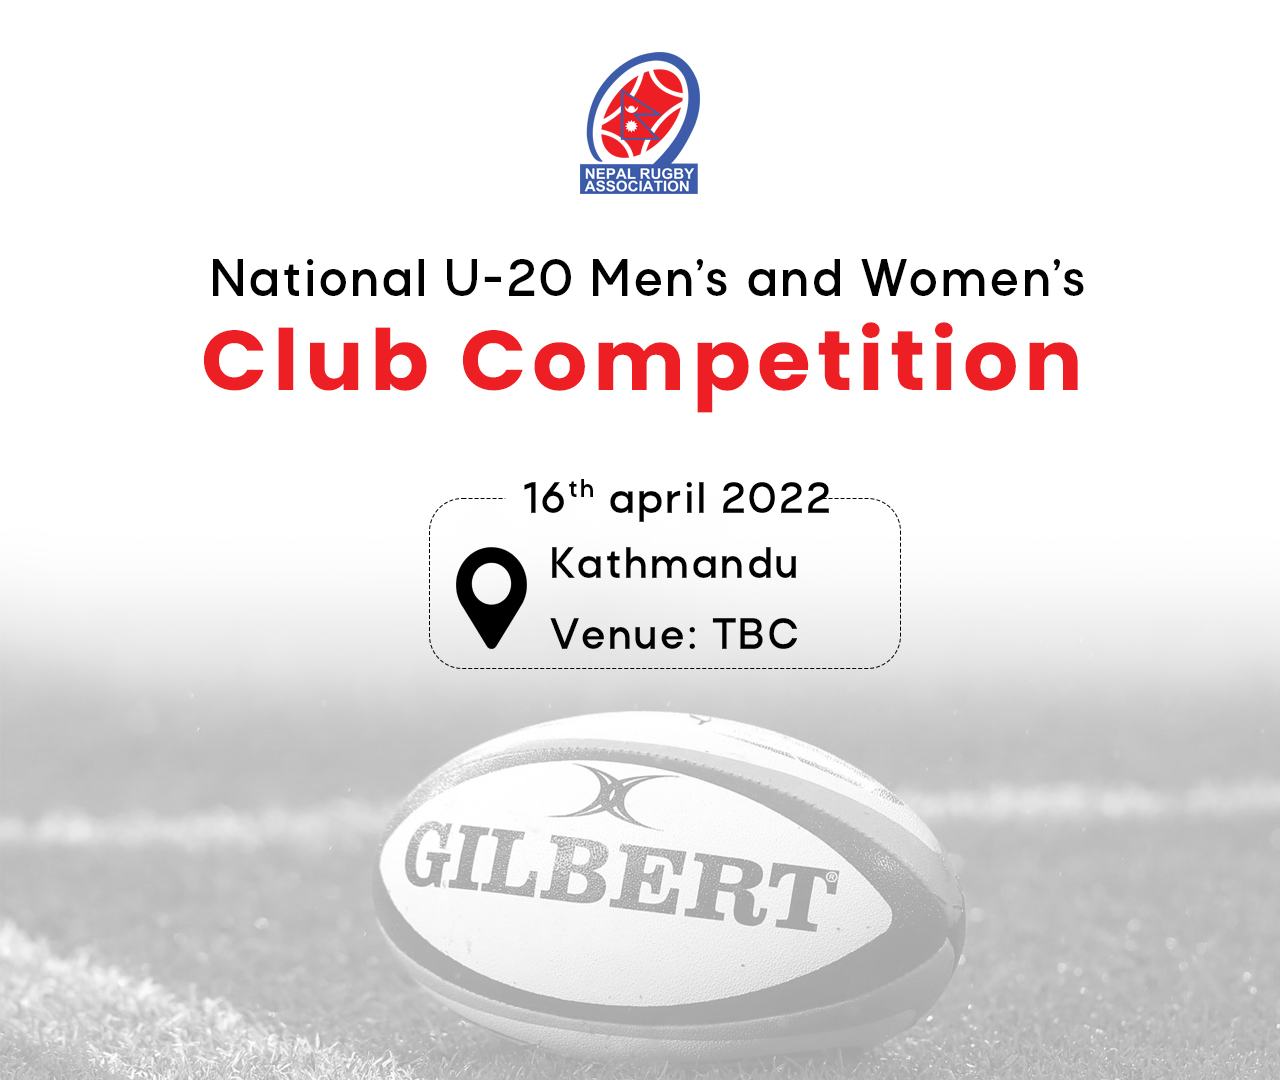 NEPAL RUGBY
ASSOCIATION
National U-20 Men’s and Women’s
Club Competition
16th april 2022
Kathmandu
Venue: TBC
GILBERT®